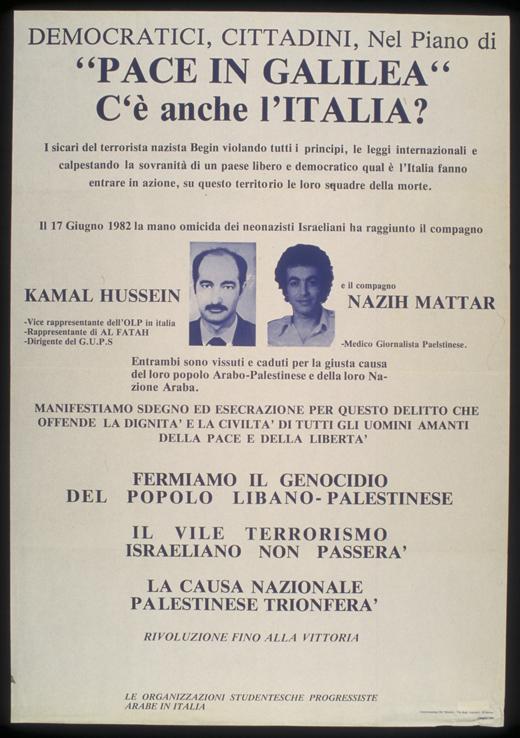 DEMOCRATICI, CITTADINI, Nel Piano di
“PACE IN GALILEA“
C‘è anche l’ITALIA?
I sicari del terrorista nazista Begin violando tutti i principi, le leggi internazionali e
calpestando la sovranità di un paese libero e democratico qual è l’Italia fanno
entrare in azione, su questo territorio le loro squadre della morte.
Il 17 Giugno 1982 la mano omicida dei neonazisti Israeliani ha raggiunto il compagno
KAMAL HUSSEIN
-Vice rappresentante dell’OLP in italia
-Rappresentante di AL FATAH
-Dirigente del G.U.P.S
e il compagno
NAZIH MATTAR
-Medico Giornalista Paelstinese.
Entrambi sono vissuti e caduti per la giusta causa
del loro popolo Arabo-Palestinese e della loro Na-
zione Araba.
MANIFESTIAMO SDEGNO ED ESECRAZIONE PER QUESTO DELITTO CHE
OFFENDE LA DIGNITA’ E LA CIVILTA’ DI TUTTI GLI UOMINI AMANTI
DELLA PACE E DELLA LIBERTA’
FERMIAMO IL GENOCIDIO
DEL POPOLO LIBANO-PALESTINESE
IL VILE TERRORISMO
ISRAELIANO NON PASSERA’
LA CAUSA NAZIONALE
PALESTINESE TRIONFERA’
RIVOLUZIONE FINO ALLA VITTORIA
LE ORGANIZZAZIONI STUDENTESCHE PROGRESSISTE
ARABE IN ITALIA